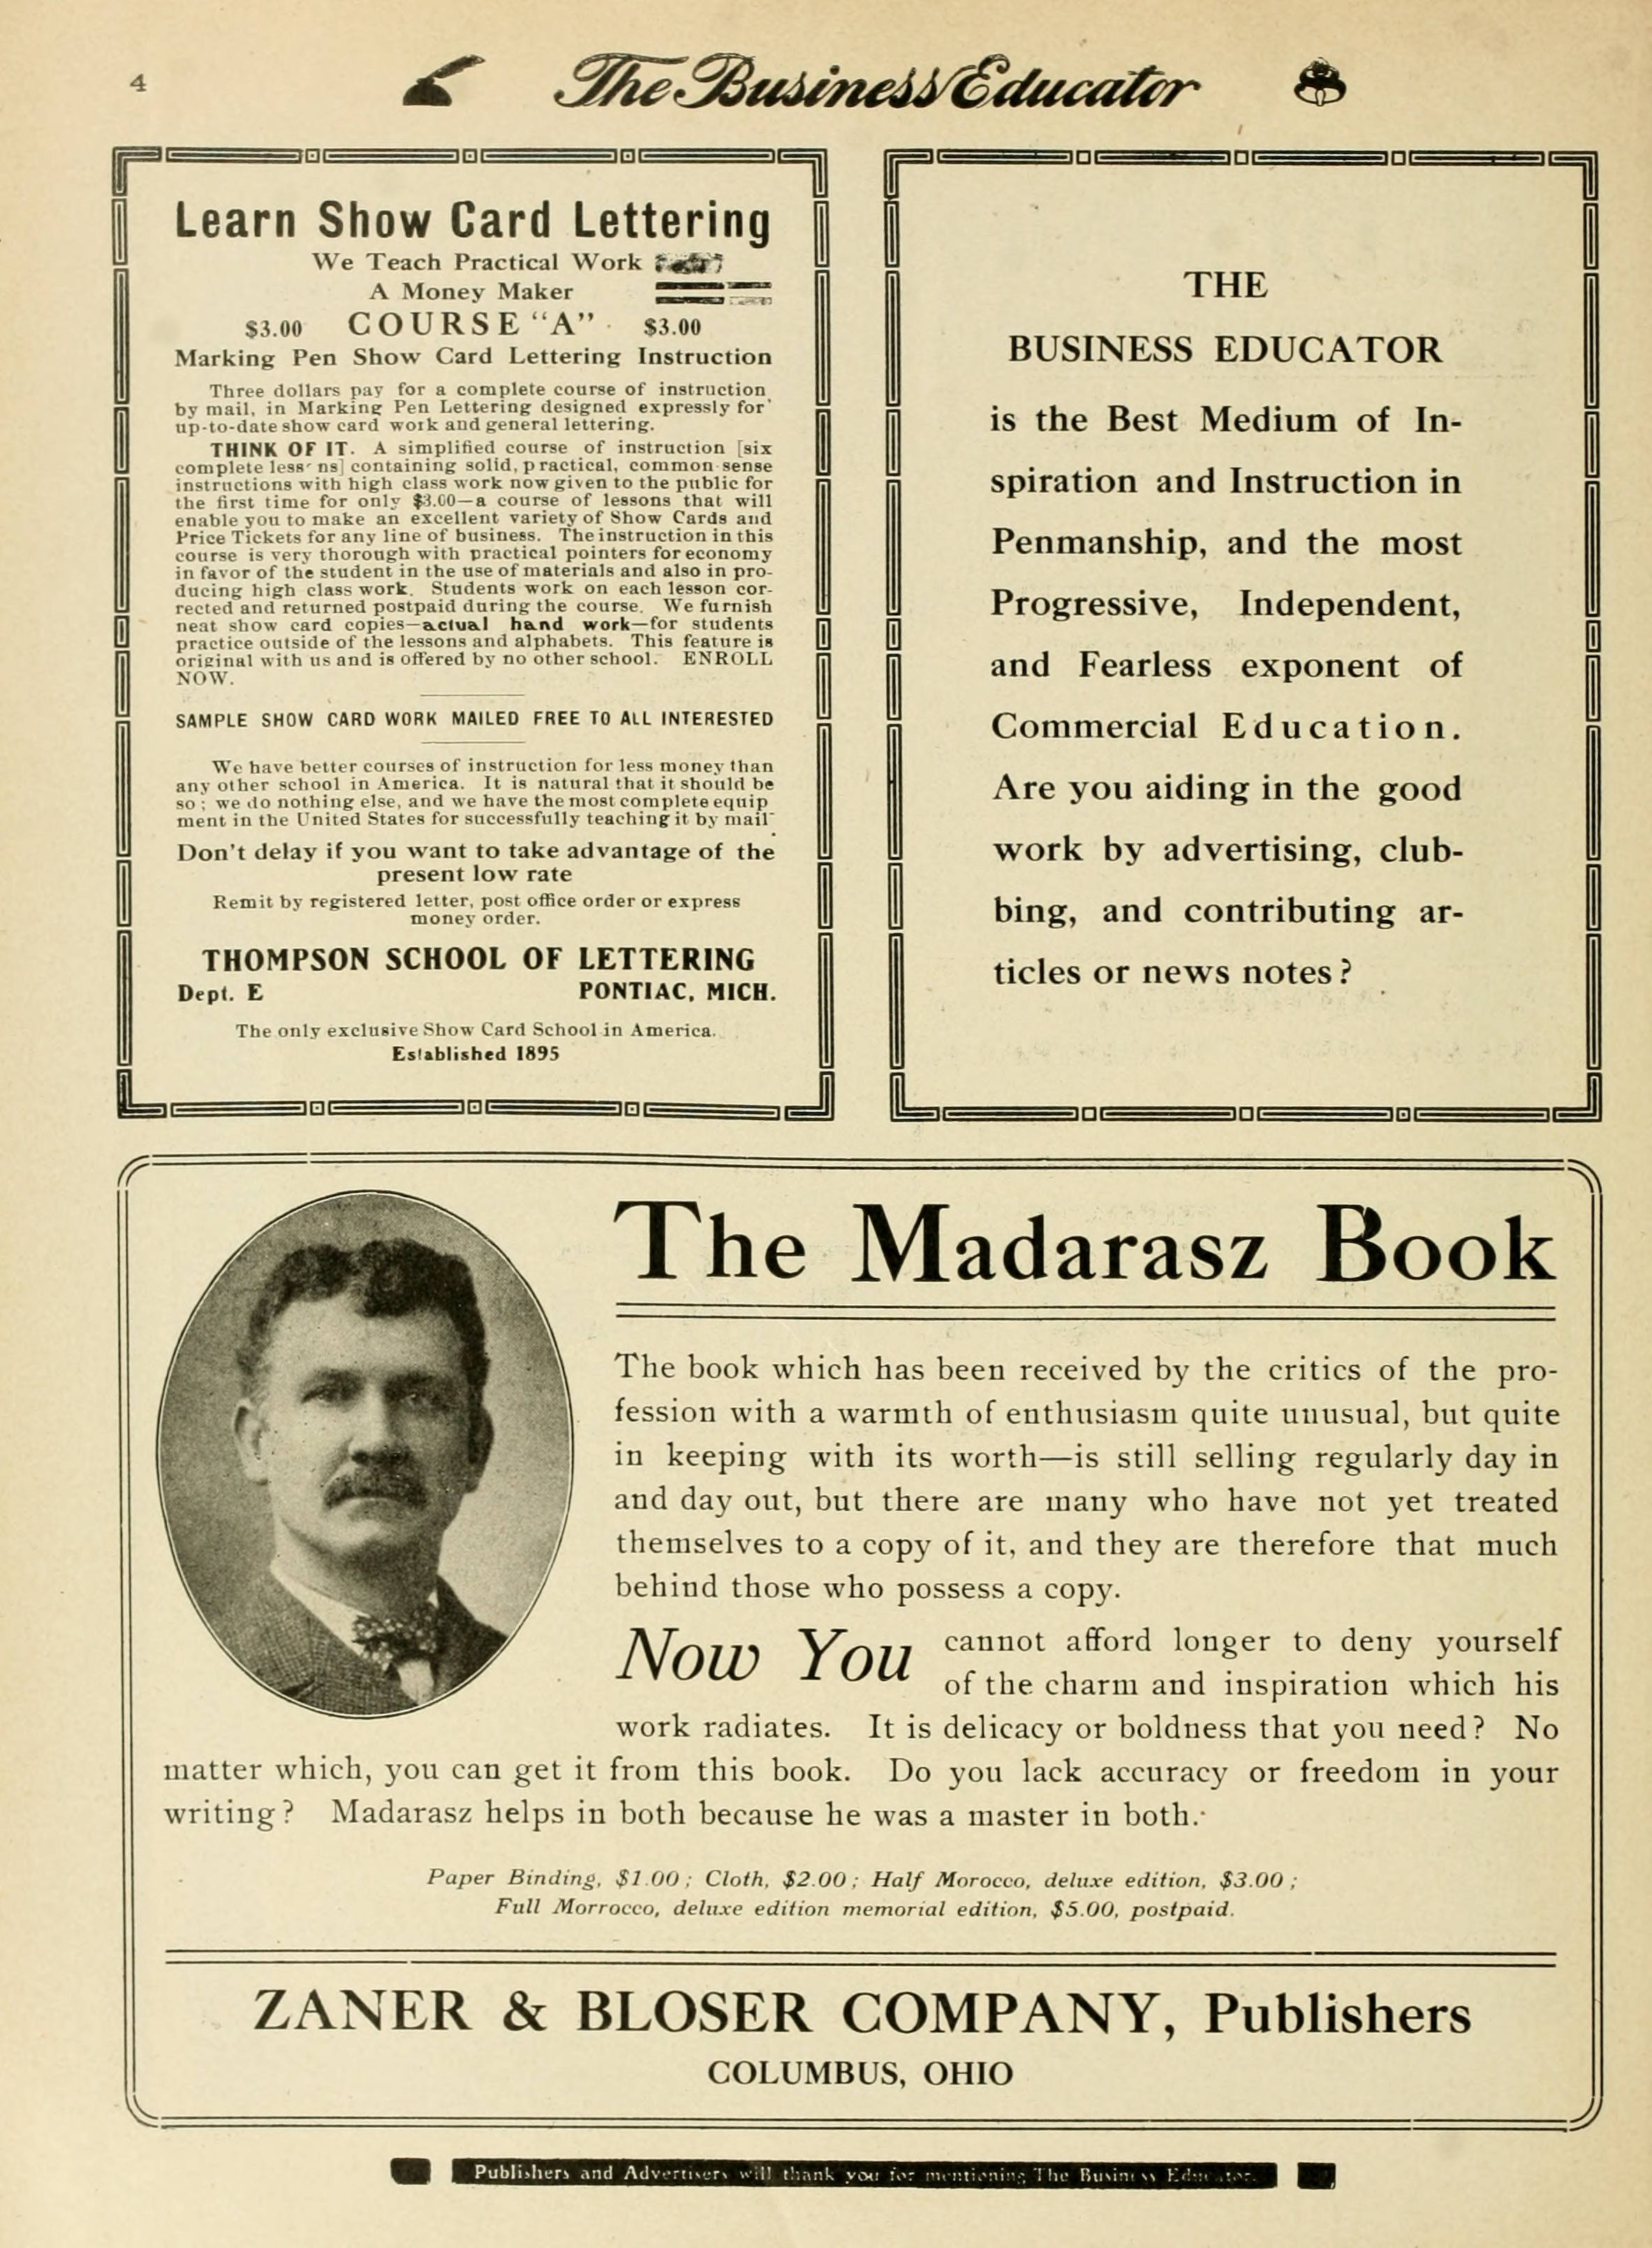 4
The Business Educator
Learn Show Card Lettering
We Teach Practical Work
A Money Maker
$3.00 COURSE "A" $3.00
Marking Pen Show Card Lettering Instruction
Three dollars pay for a complete course of instruction
by mail, in Marking Pen Lettering designed expressly for
up-to-date show card work and general lettering.
THINK OF IT. A simplified course of instruction [six
complete less ns] containing solid, practical, common sense
instructions with high class work now given to the public for
the first time for only $3.00—a course of lessons that will
enable you to make an excellent variety of Show Cards and
Price Tickets for any line of business. The instruction in this
course is very thorough with practical pointers for economy
in favor of the student in the use of materials and also in pro-
ducing high class work. Students work on each lesson cor-
rected and returned postpaid during the course. We furnish
neat show card copies—actual hand work—for students
practice outside of the lessons and alphabets. This feature is
original with us and is offered by no other school. ENROLL
NOW.
SAMPLE SHOW CARD WORK MAILED FREE TO ALL INTERESTED
We have better courses of instruction for less money than
any other school in America. It is natural that it should be
so; we do nothing else, and we have the most complete equip
ment in the United States for successfully teaching it by mail-
.
Don't delay if you want to take advantage of the
present low rate
Remit by registered letter, post office order or express
money order.
THOMPSON SCHOOL OF LETTERING
Dept. E PONTIAC, MICH.
The only exclusive Show Card School in America.
Established 1895
THE
BUSINESS EDUCATOR
is the Best Medium of In-
spiration and Instruction in
Penmanship, and the most
Progressive, Independent,
and Fearless exponent of
Commercial Education.
Are you aiding in the good
work by advertising, club-
bing, and contributing ar-
ticles or news notes?
The Madarasz Book
The book which has been received by the critics of the pro-
fession with a warmth of enthusiasm quite unusual, but quite
in keeping with its worth—is still selling regularly day in
and day out, but there are many who have not yet treated
themselves to a copy of it, and they are therefore that much
behind those who possess a copy.
Now You cannot afford longer to deny yourself
of the charm and inspiration which his
work radiates. It is delicacy or boldness that you need? No
matter which, you can get it from this book. Do you lack accuracy or freedom in your
writing? Madarasz helps in both because he was a master in both.
Paper Binding, $1.00; Cloth, $2.00; Half Morocco, deluxe edition, $3.00;
Full Morrocco, deluxe edition memorial edition, $5.00, postpaid.
ZANER & BLOSER COMPANY, Publishers
COLUMBUS, OHIO
Publishers and Advertisers will thank you for mentioning The Business Educator.